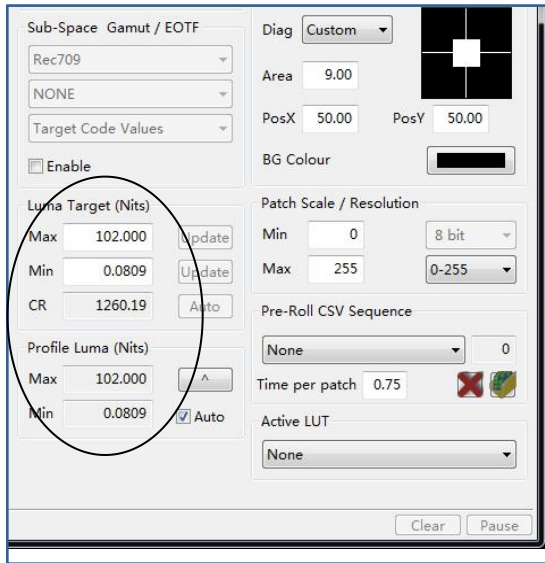 Sub-Space Gamut / EOTF
Rec709
NONE
Target Code Values
Enable
Luma Target (Nits)
Max 102.000 Update
Min 0.0809 Update
CR 1260.19 Auto
Profile Luma (Nits)
Max 102.000 ^
Min 0.0809 Auto
Diag Custom
Area 9.00
PosX 50.00 PosY 50.00
BG Colour
Patch Scale / Resolution
Min 0 8 bit
Max 255 0-255
Pre-Roll CSV Sequence
None 0
Time per patch 0.75
Active LUT
None
Clear Pause